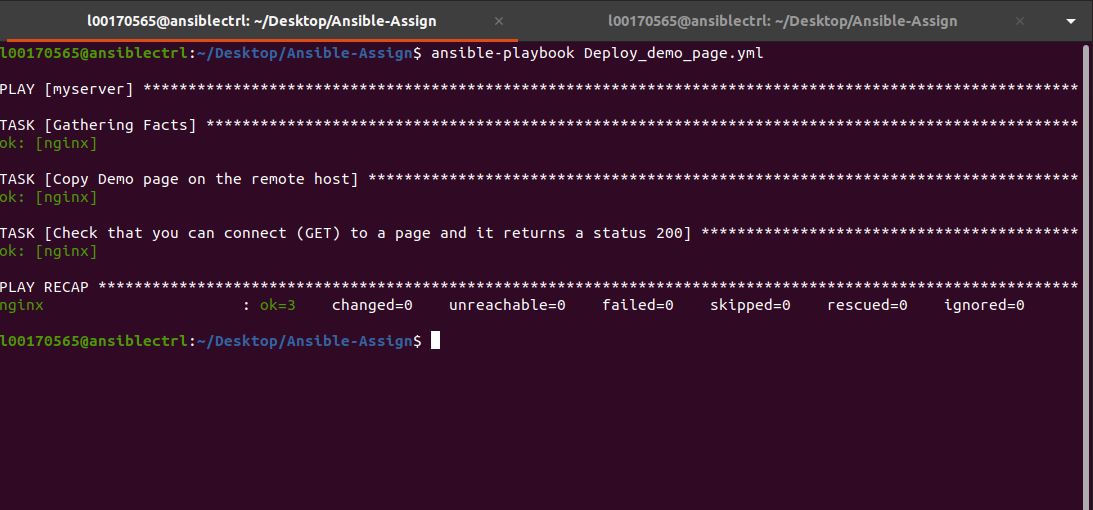 l00170565@ansiblectrl: ~/Desktop/Ansible-Assign × l00170565@ansiblectrl: ~/Desktop/Ansible-Assign ×
l00170565@ansiblectrl:~/Desktop/Ansible-Assign$ ansible-playbook Deploy_demo_page.yml
PLAY [myserver] ********************************************************************************************************
TASK [Gathering Facts] *************************************************************************************************
ok: [nginx]
TASK [Copy Demo page on the remote host] *******************************************************************************
ok: [nginx]
TASK [Check that you can connect (GET) to a page and it returns a status 200] ******************************************
ok: [nginx]
PLAY RECAP *************************************************************************************************************
nginx                      : ok=3    changed=0    unreachable=0    failed=0    skipped=0    rescued=0    ignored=0
l00170565@ansiblectrl:~/Desktop/Ansible-Assign$